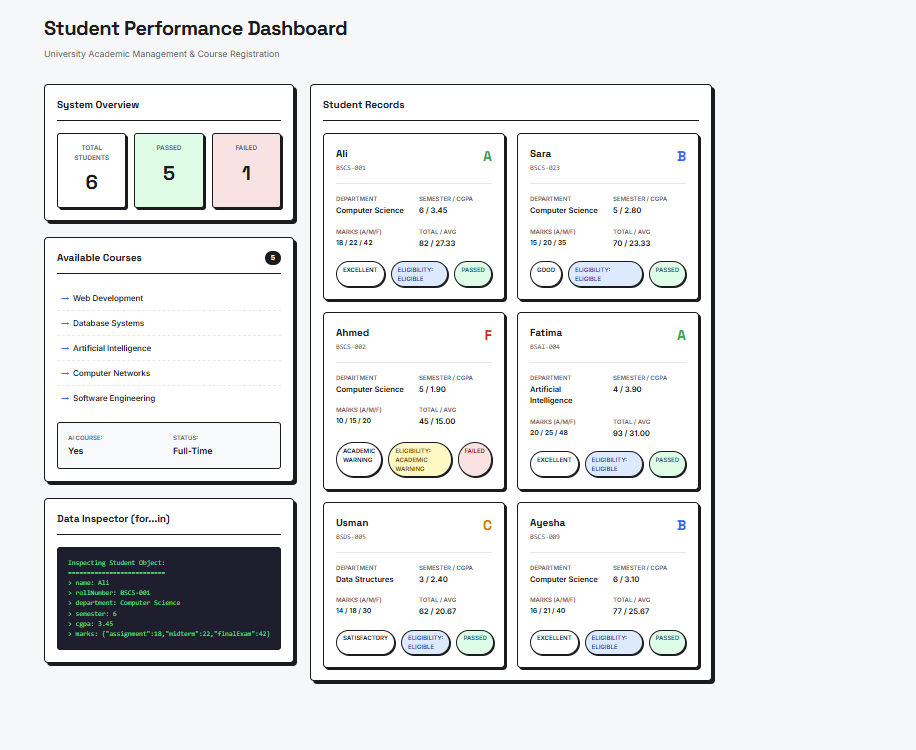 Student Performance Dashboard
University Academic Management & Course Registration
System Overview
TOTAL
STUDENTS
6
PASSED
5
FAILED
1
Available Courses
5
→ Web Development
→ Database Systems
→ Artificial Intelligence
→ Computer Networks
→ Software Engineering
AI COURSE:
Yes
STATUS:
Full-Time
Data Inspector (for...in)
Inspecting Student Object:
==========================
> name: Ali
> rollNumber: BSCS-001
> department: Computer Science
> semester: 6
> cgpa: 3.45
> marks: {"assignment":18,"midterm":22,"finalExam":42}
Student Records
Ali
A
BSCS-001
DEPARTMENT
Computer Science
SEMESTER / CGPA
6 / 3.45
MARKS (A/M/F)
18 / 22 / 42
TOTAL / AVG
82 / 27.33
EXCELLENT
ELIGIBILITY:
ELIGIBLE
PASSED
Sara
B
BSCS-023
DEPARTMENT
Computer Science
SEMESTER / CGPA
5 / 2.80
MARKS (A/M/F)
15 / 20 / 35
TOTAL / AVG
70 / 23.33
GOOD
ELIGIBILITY:
ELIGIBLE
PASSED
Ahmed
F
BSCS-002
DEPARTMENT
Computer Science
SEMESTER / CGPA
5 / 1.90
MARKS (A/M/F)
10 / 15 / 20
TOTAL / AVG
45 / 15.00
ACADEMIC
WARNING
ELIGIBILITY:
ACADEMIC
WARNING
FAILED
Fatima
A
BSAI-004
DEPARTMENT
Artificial
Intelligence
SEMESTER / CGPA
4 / 3.90
MARKS (A/M/F)
20 / 25 / 48
TOTAL / AVG
93 / 31.00
EXCELLENT
ELIGIBILITY:
ELIGIBLE
PASSED
Usman
C
BSDS-005
DEPARTMENT
Data Structures
SEMESTER / CGPA
3 / 2.40
MARKS (A/M/F)
14 / 18 / 30
TOTAL / AVG
62 / 20.67
SATISFACTORY
ELIGIBILITY:
ELIGIBLE
PASSED
Ayesha
B
BSCS-009
DEPARTMENT
Computer Science
SEMESTER / CGPA
6 / 3.10
MARKS (A/M/F)
16 / 21 / 40
TOTAL / AVG
77 / 25.67
EXCELLENT
ELIGIBILITY:
ELIGIBLE
PASSED